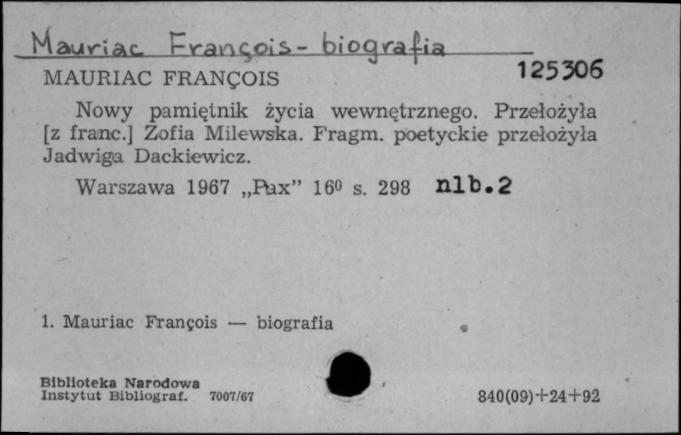 Mauriac François - biografia
125306
MAURIAC FRANÇOIS
Nowy pamiętnik życia wewnętrznego. Przełożyła
[z franc.] Zofia Milewska. Fragm. poetyckie przełożyła
Jadwiga Dackiewicz.
Warszawa 1967 „Pax” 16⁰ s. 298 nlb.2
1. Mauriac François — biografia
Biblioteka Narodowa
Instytut Bibliograf. 7007/67
840(09)+24+92